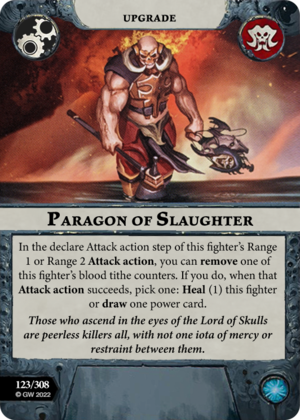 UPGRADE
PARAGON OF SLAUGHTER
In the declare Attack action step of this fighter's Range
1 or Range 2 Attack action, you can remove one of
this fighter's blood tithe counters. If you do, when that
Attack action succeeds, pick one: Heal (1) this fighter
or draw one power card.
Those who ascend in the eyes of the Lord of Skulls
are peerless killers all, with not one iota of mercy or
restraint between them.
123/308
© GW 2022